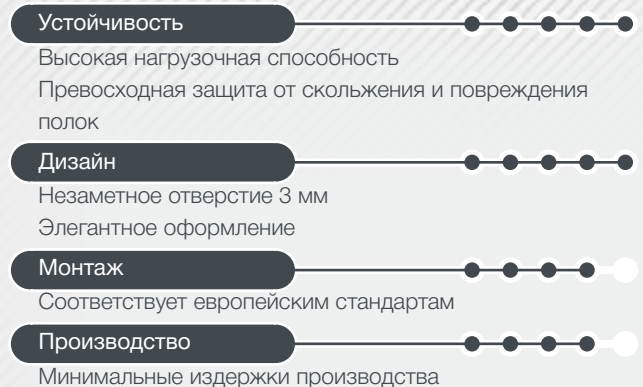 Устойчивость
Высокая нагрузочная способность
Превосходная защита от скольжения и повреждения
полок
Дизайн
Незаметное отверстие 3 мм
Элегантное оформление
Монтаж
Соответствует европейским стандартам
Производство
Минимальные издержки производства